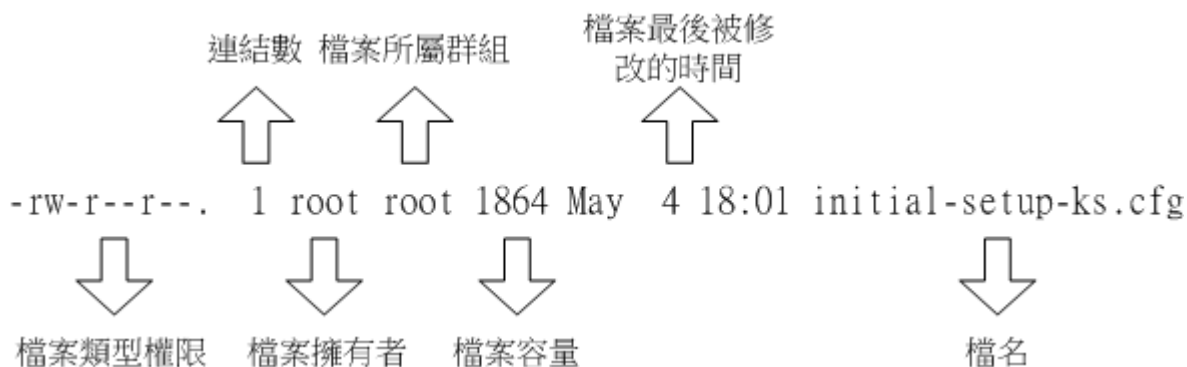 連結數 檔案所屬群組 檔案最後被修
改的時間
-rw-r--r--. 1 root root 1864 May 4 18:01 initial-setup-ks.cfg
檔案類型權限 檔案擁有者 檔案容量 檔名